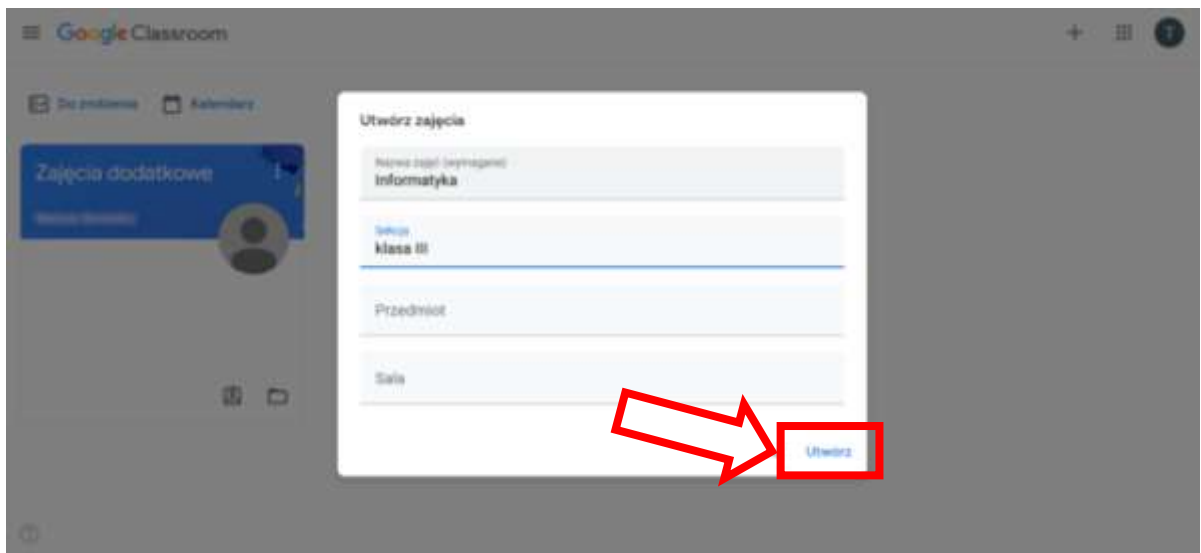 Google Classroom
T
Do zrobienia Kalendarz
Zajęcia dodatkowe
Utwórz zajęcia
Nazwa zajęć (wymagane)
Informatyka
Sekcja
klasa III
Przedmiot
Sala
Utwórz